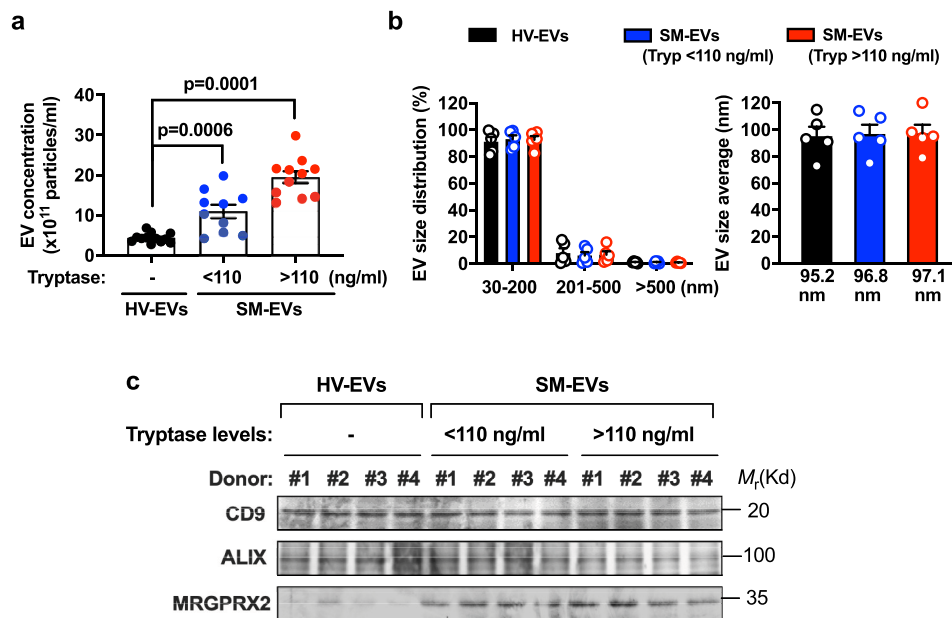 a
EV concentration
(x10¹¹ particles/ml)
40
30
20
10
0
p=0.0001
p=0.0006
Tryptase: - <110 >110 (ng/ml)
HV-EVs SM-EVs
b
HV-EVs SM-EVs SM-EVs
(Tryp <110 ng/ml) (Tryp >110 ng/ml)
EV size distribution (%)
120
100
80
60
40
20
0
30-200 201-500 >500 (nm)
EV size average (nm)
120
100
80
60
40
20
0
95.2 96.8 97.1
nm nm nm
c
HV-EVs SM-EVs
Tryptase levels: - <110 ng/ml >110 ng/ml
Donor: #1 #2 #3 #4 #1 #2 #3 #4 #1 #2 #3 #4 Mr(Kd)
CD9 20
ALIX 100
MRGPRX2 35